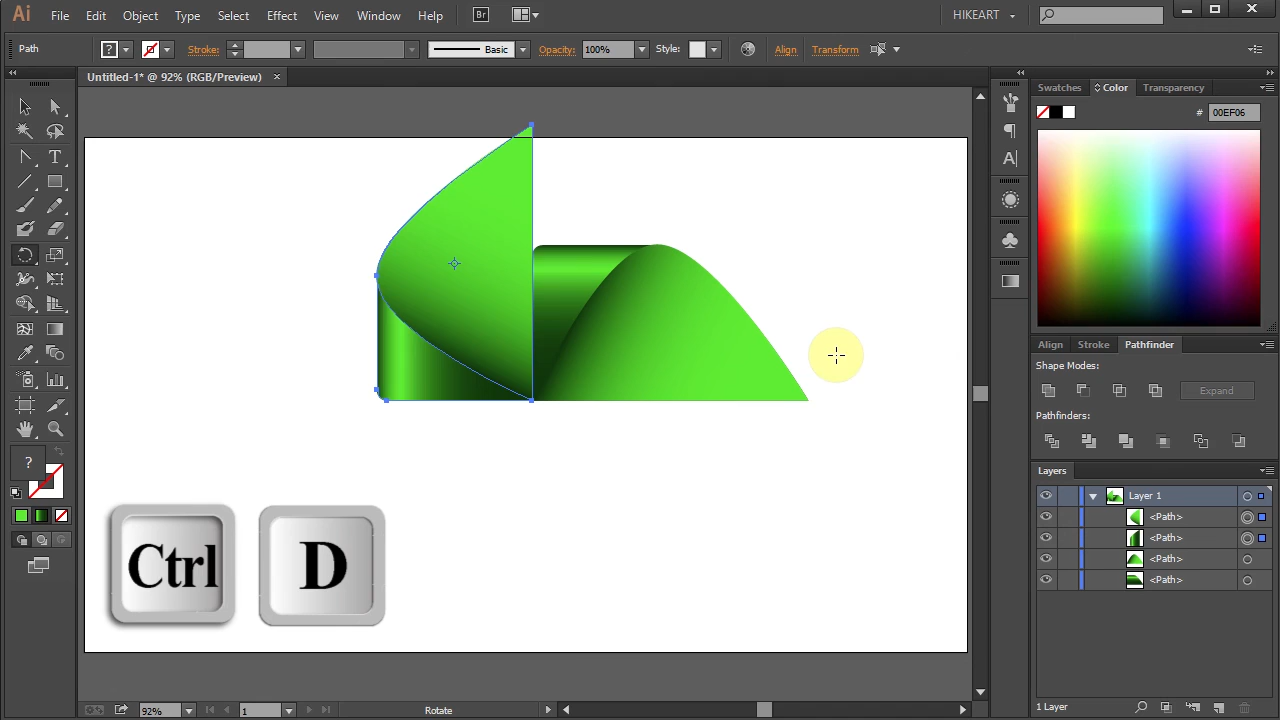 Ai File Edit Object Type Select Effect View Window Help Br HIKEART
Path ? Stroke: Basic Opacity: 100% Style: Align Transform
Untitled-1* @ 92% (RGB/Preview) ×
Swatches Color Transparency
# 00EF06
Align Stroke Pathfinder
Shape Modes:
Expand
Pathfinders:
Layers
Layer 1
<Path>
<Path>
<Path>
<Path>
?
Ctrl D
92% 1 Rotate
1 Layer